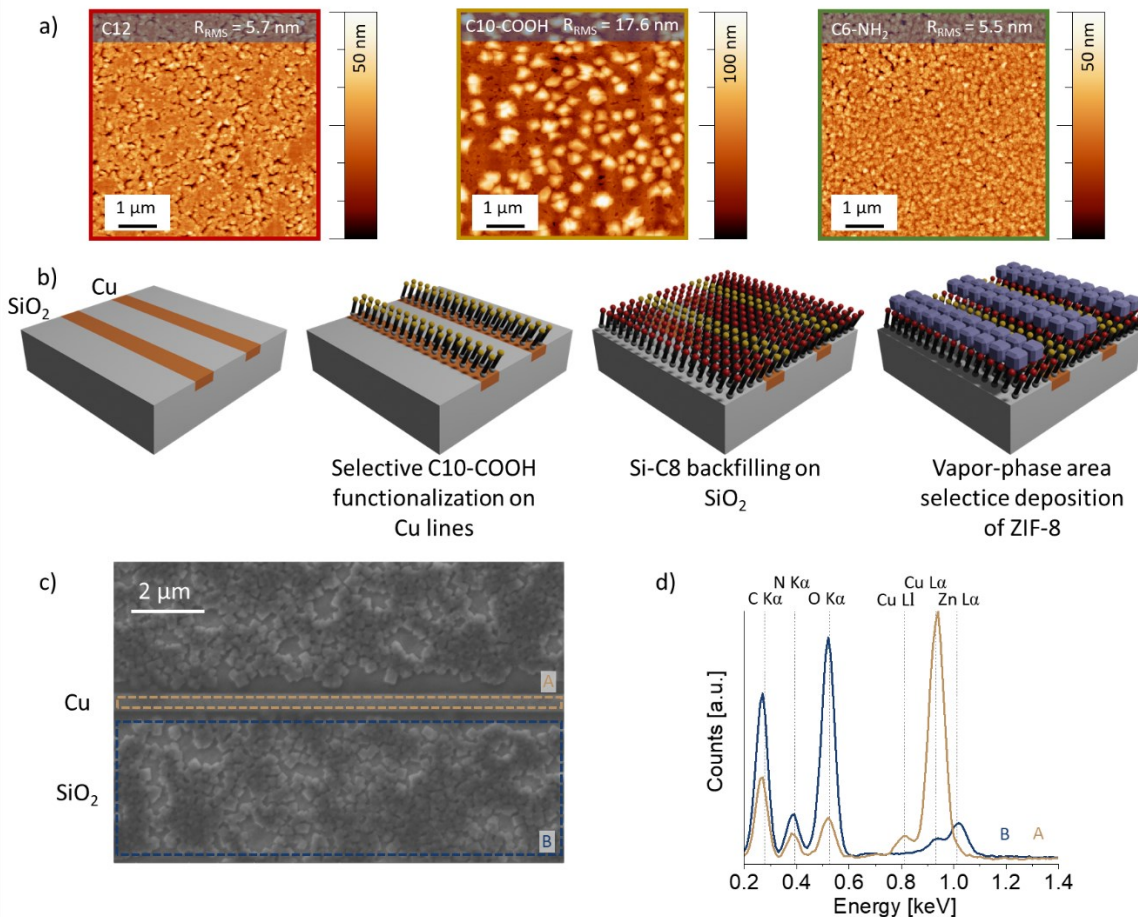 a)
C12 R_RMS = 5.7 nm
50 nm
1 µm
C10-COOH R_RMS = 17.6 nm
100 nm
1 µm
C6-NH₂ R_RMS = 5.5 nm
50 nm
1 µm
b)
Cu
SiO₂
Selective C10-COOH
functionalization on
Cu lines
Si-C8 backfilling on
SiO₂
Vapor-phase area
selectice deposition
of ZIF-8
c)
2 µm
A
Cu
SiO₂
B
d)
C Kα
N Kα
O Kα
Cu Ll
Cu Lα
Zn Lα
Counts [a.u.]
B A
0.2 0.4 0.6 0.8 1.0 1.2 1.4
Energy [keV]